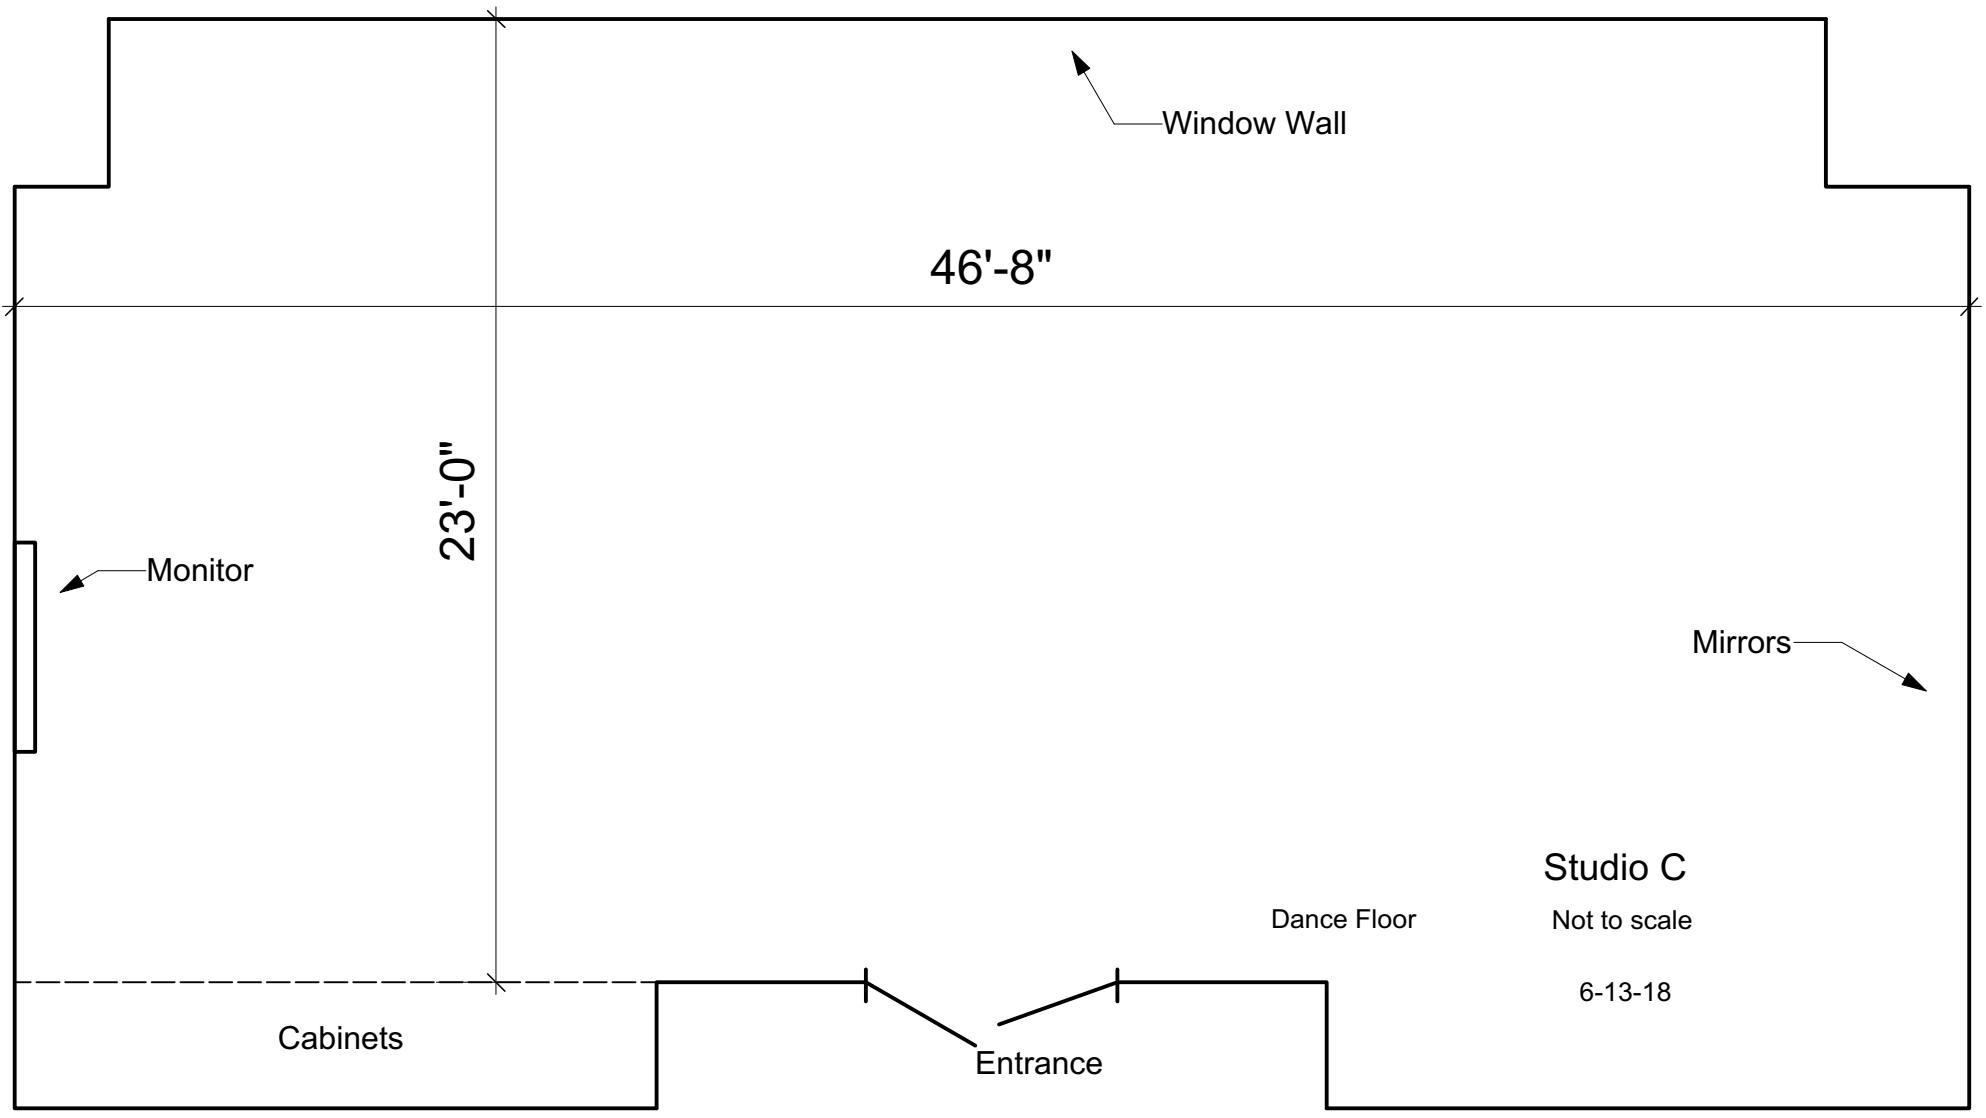 Window Wall
46'-8"
23'-0"
Monitor
Mirrors
Studio C
Dance Floor
Not to scale
6-13-18
Cabinets
Entrance